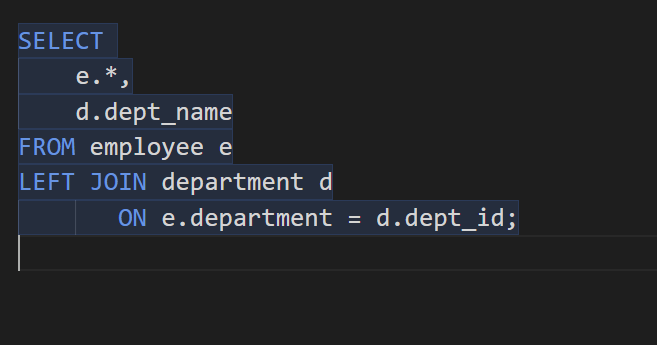 SELECT
    e.*,
    d.dept_name
FROM employee e
LEFT JOIN department d
       ON e.department = d.dept_id;